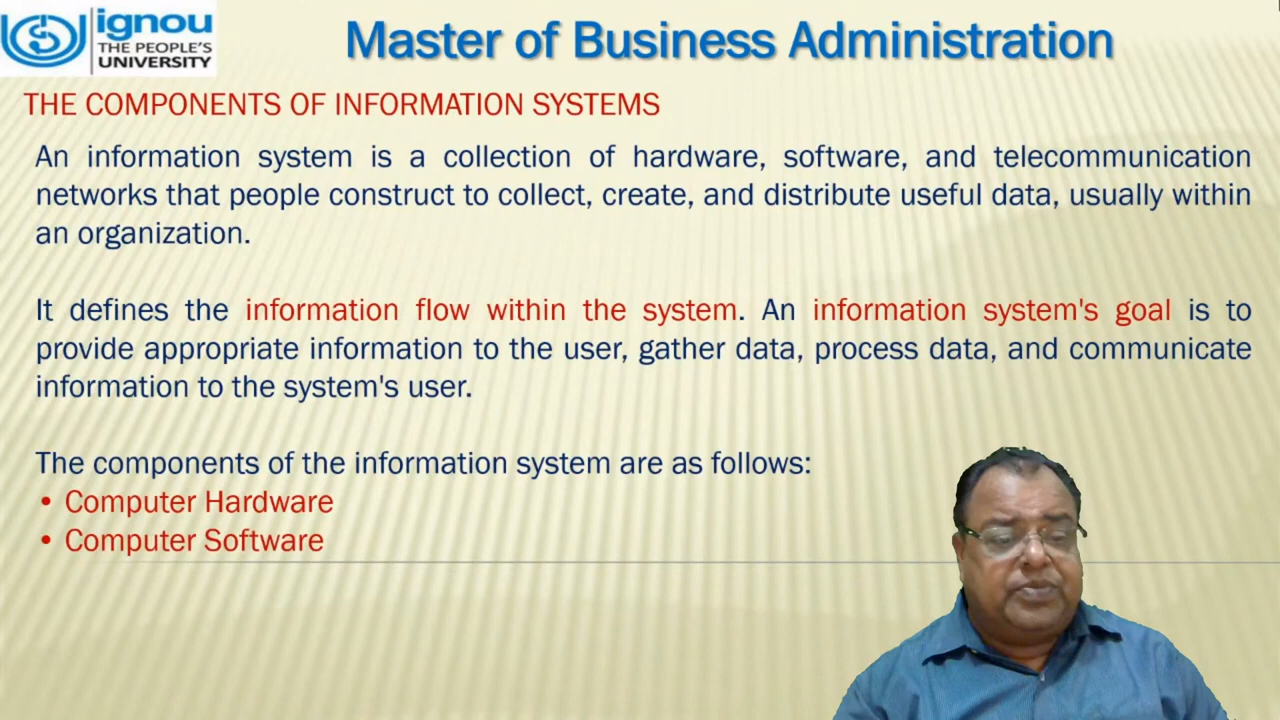 ignou
THE PEOPLE'S
UNIVERSITY
Master of Business Administration
THE COMPONENTS OF INFORMATION SYSTEMS
An information system is a collection of hardware, software, and telecommunication
networks that people construct to collect, create, and distribute useful data, usually within
an organization.
It defines the information flow within the system. An information system's goal is to
provide appropriate information to the user, gather data, process data, and communicate
information to the system's user.
The components of the information system are as follows:
• Computer Hardware
• Computer Software